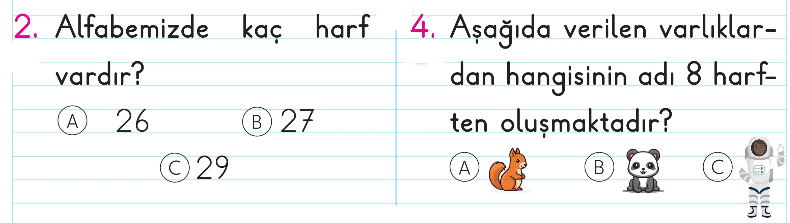 2. Alfabemizde kaç harf
vardır?
A 26
B 27
C 29
4. Aşağıda verilen varlıklar-
dan hangisinin adı 8 harf-
ten oluşmaktadır?
A
B
C